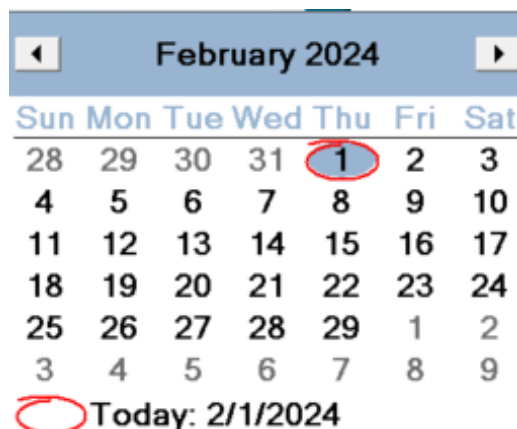 February 2024
Sun Mon Tue Wed Thu Fri Sat
28 29 30 31 1 2 3
4 5 6 7 8 9 10
11 12 13 14 15 16 17
18 19 20 21 22 23 24
25 26 27 28 29 1 2
3 4 5 6 7 8 9
Today: 2/1/2024